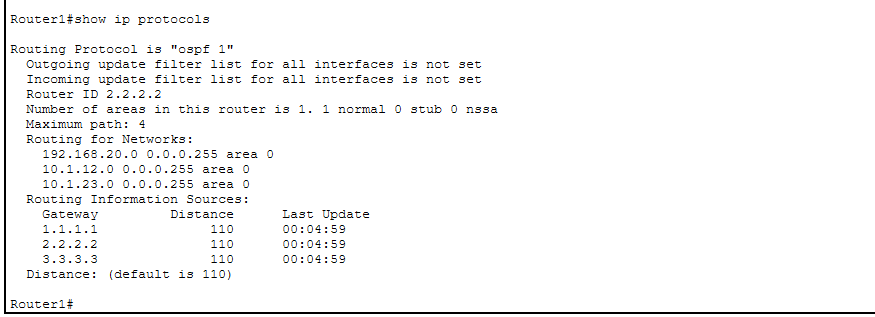 Router1#show ip protocols
Routing Protocol is "ospf 1"
Outgoing update filter list for all interfaces is not set
Incoming update filter list for all interfaces is not set
Router ID 2.2.2.2
Number of areas in this router is 1. 1 normal 0 stub 0 nssa
Maximum path: 4
Routing for Networks:
192.168.20.0 0.0.0.255 area 0
10.1.12.0 0.0.0.255 area 0
10.1.23.0 0.0.0.255 area 0
Routing Information Sources:
Gateway Distance Last Update
1.1.1.1 110 00:04:59
2.2.2.2 110 00:04:59
3.3.3.3 110 00:04:59
Distance: (default is 110)
Router1#